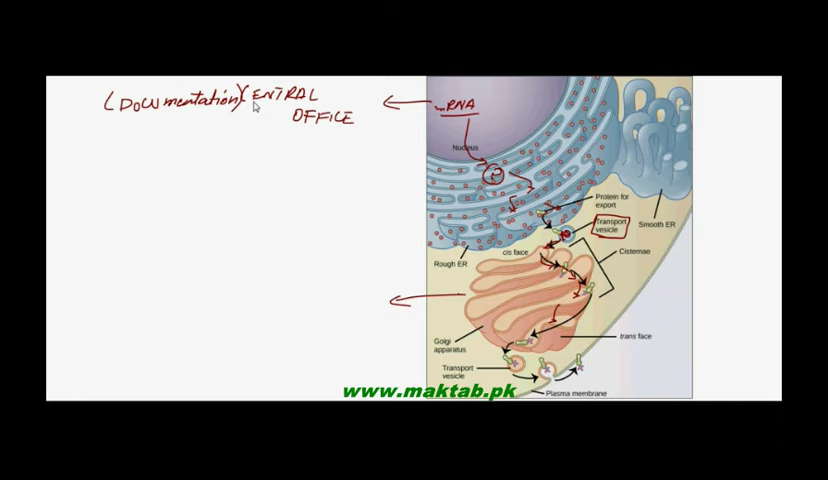 (Documentation) CENTRAL
OFFICE
mRNA
Nucleus
Protein for
export
Transport
vesicle
Smooth ER
Cisternae
cis face
Rough ER
trans face
Golgi
apparatus
Transport
vesicle
www.maktab.pk
Plasma membrane